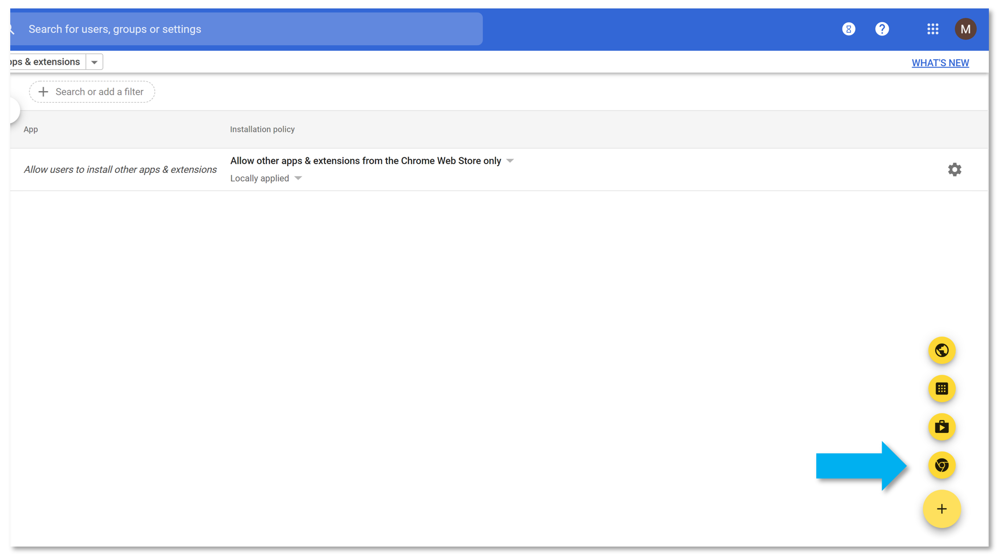 Search for users, groups or settings
M
ps & extensions
WHAT'S NEW
Search or add a filter
App
Installation policy
Allow users to install other apps & extensions
Allow other apps & extensions from the Chrome Web Store only
Locally applied